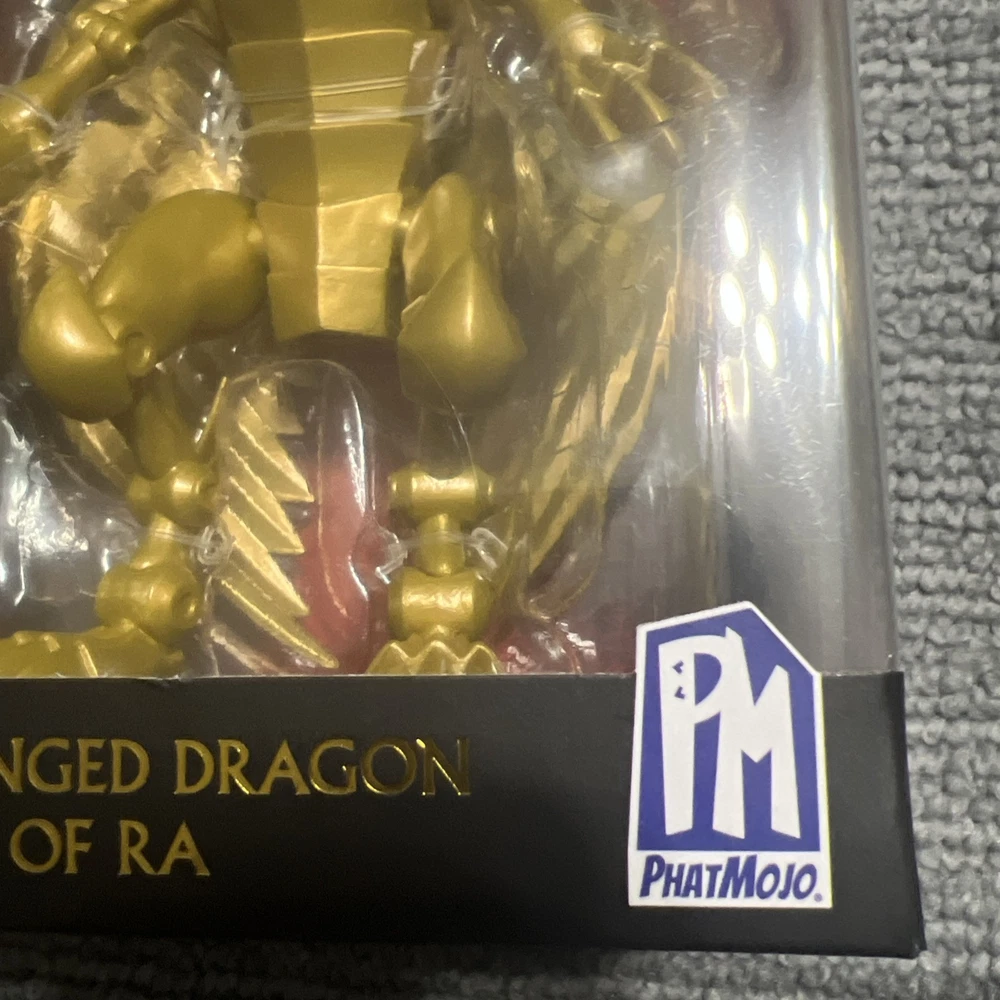 NGED DRAGON
OF RA
PM
PHATMOJO.